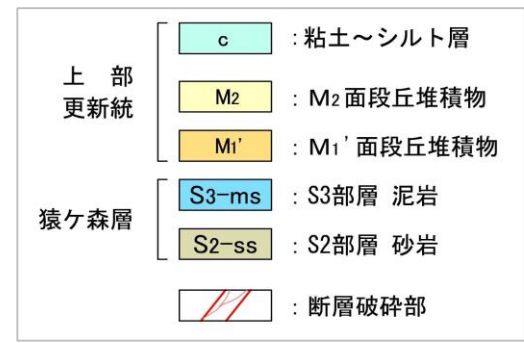 上部
更新統
c :粘土～シルト層
M2 :M2面段丘堆積物
M1' :M1'面段丘堆積物
猿ケ森層
S3-ms :S3部層 泥岩
S2-ss :S2部層 砂岩
:断層破砕部